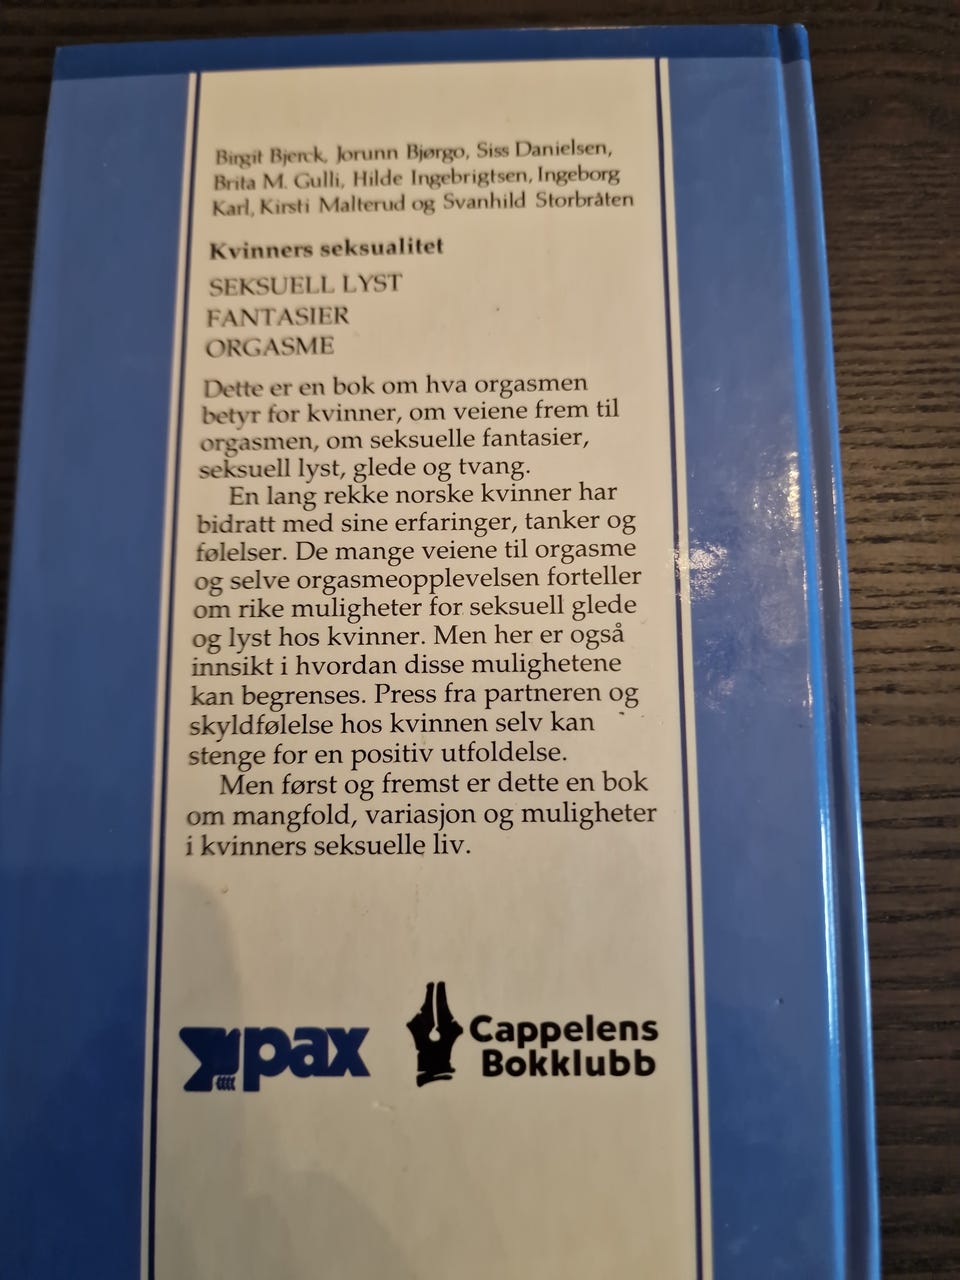 Birgit Bjerck, Jorunn Bjørgo, Siss Danielsen,
Brita M. Gulli, Hilde Ingebrigtsen, Ingeborg
Karl, Kirsti Malterud og Svanhild Storbråten
Kvinners seksualitet
SEKSUELL LYST
FANTASIER
ORGASME
Dette er en bok om hva orgasmen
betyr for kvinner, om veiene frem til
orgasmen, om seksuelle fantasier,
seksuell lyst, glede og tvang.
En lang rekke norske kvinner har
bidratt med sine erfaringer, tanker og
følelser. De mange veiene til orgasme
og selve orgasmeopplevelsen forteller
om rike muligheter for seksuell glede
og lyst hos kvinner. Men her er også
innsikt i hvordan disse mulighetene
kan begrenses. Press fra partneren og
skyldfølelse hos kvinnen selv kan
stenge for en positiv utfoldelse.
Men først og fremst er dette en bok
om mangfold, variasjon og muligheter
i kvinners seksuelle liv.
pax
Cappelens
Bokklubb